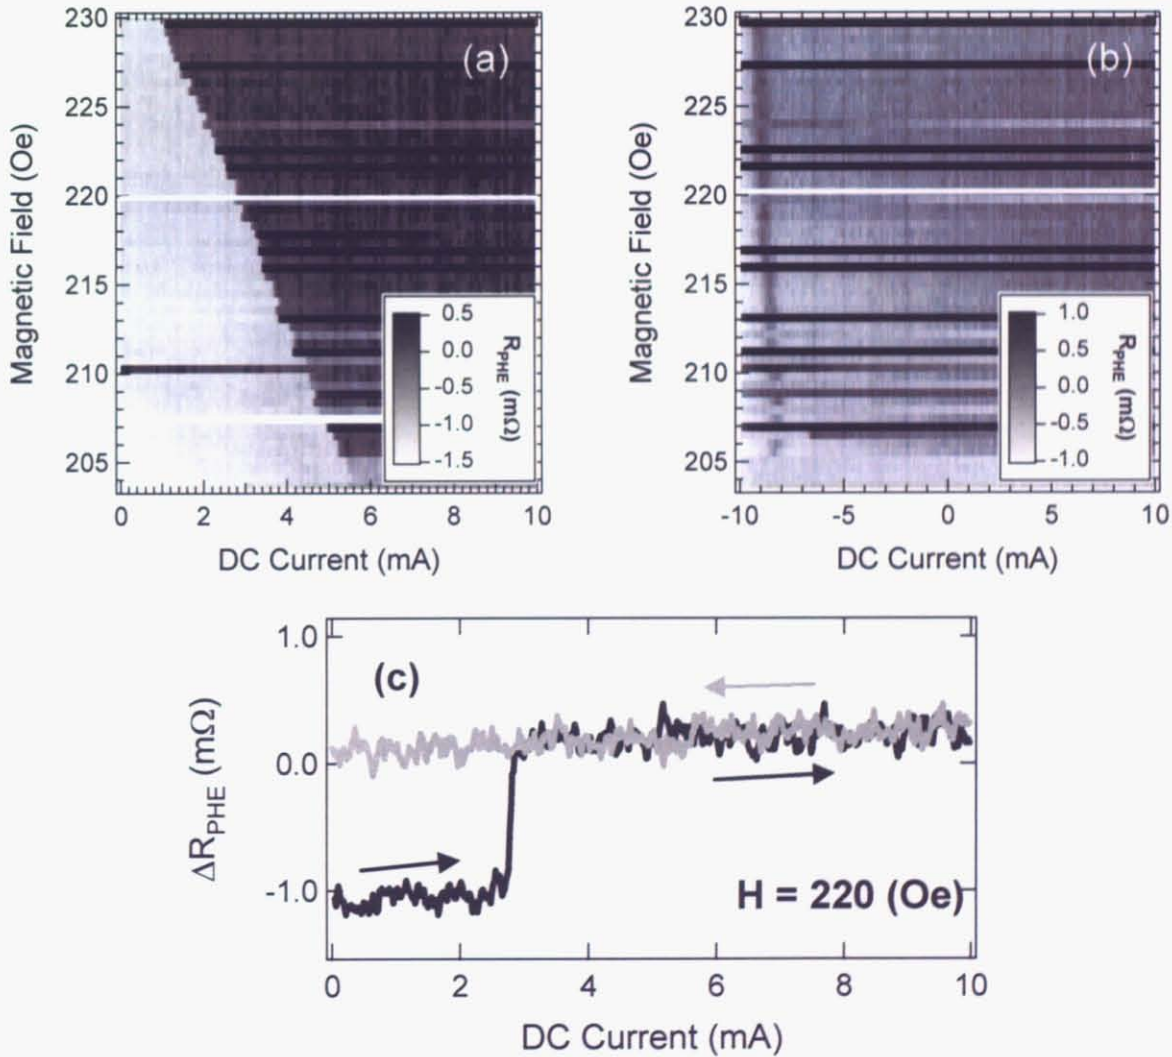 (a)
Magnetic Field (Oe)
230
225
220
215
210
205
0 2 4 6 8 10
DC Current (mA)
0.5
0.0
-0.5
-1.0
-1.5
R_PHE (mΩ)
(b)
Magnetic Field (Oe)
230
225
220
215
210
205
-10 -5 0 5 10
DC Current (mA)
1.0
0.5
0.0
-0.5
-1.0
R_PHE (mΩ)
(c)
ΔR_PHE (mΩ)
1.0
0.0
-1.0
H = 220 (Oe)
0 2 4 6 8 10
DC Current (mA)